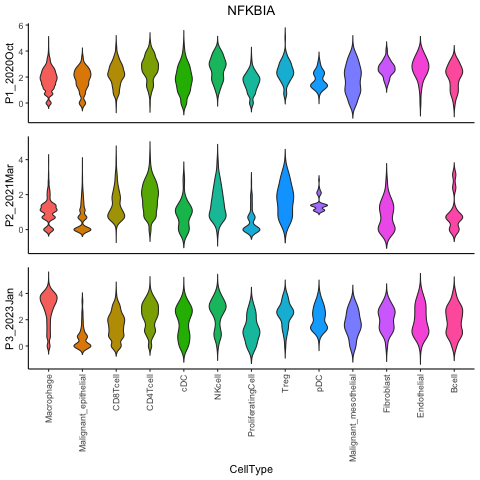 NFKBIA
P1_2020Oct
6
4
2
0
P2_2021Mar
4
2
0
P3_2023Jan
4
2
0
Macrophage
Malignant_epithelial
CD8Tcell
CD4Tcell
cDC
NKcell
ProliferatingCell
Treg
pDC
Malignant_mesothelial
Fibroblast
Endothelial
Bcell
CellType